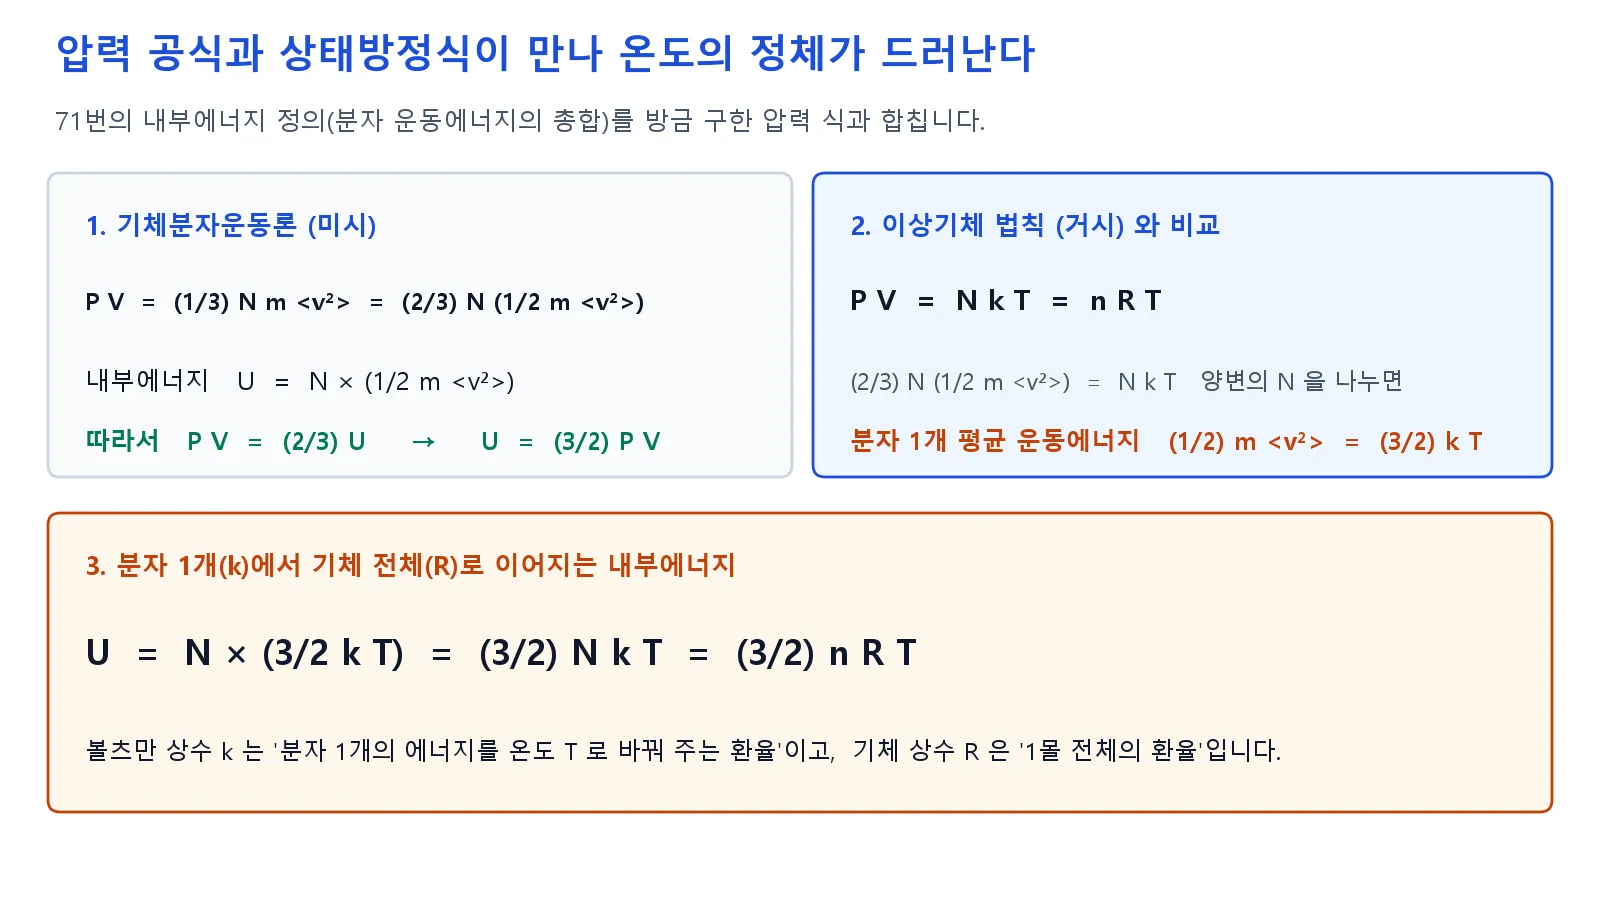 압력 공식과 상태방정식이 만나 온도의 정체가 드러난다
71번의 내부에너지 정의(분자 운동에너지의 총합)를 방금 구한 압력 식과 합칩니다.
1. 기체분자운동론 (미시)
P V = (1/3) N m <v²> = (2/3) N (1/2 m <v²>)
내부에너지 U = N × (1/2 m <v²>)
따라서 P V = (2/3) U → U = (3/2) P V
2. 이상기체 법칙 (거시) 와 비교
P V = N k T = n R T
(2/3) N (1/2 m <v²>) = N k T 양변의 N 을 나누면
분자 1개 평균 운동에너지 (1/2) m <v²> = (3/2) k T
3. 분자 1개(k)에서 기체 전체(R)로 이어지는 내부에너지
U = N × (3/2 k T) = (3/2) N k T = (3/2) n R T
볼츠만 상수 k 는 '분자 1개의 에너지를 온도 T 로 바꿔 주는 환율'이고, 기체 상수 R 은 '1몰 전체의 환율'입니다.